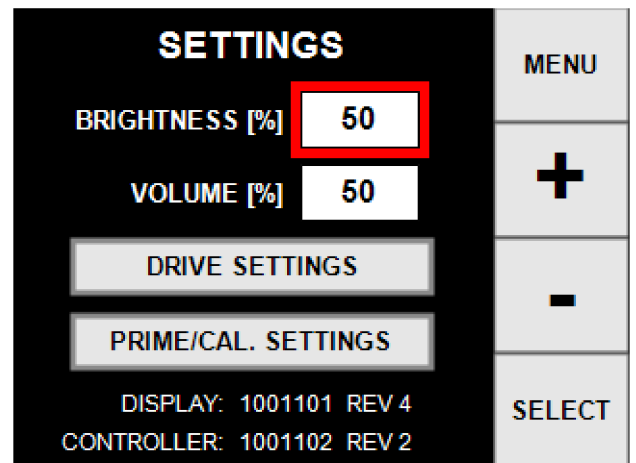 SETTINGS
BRIGHTNESS [%] 50
VOLUME [%] 50
DRIVE SETTINGS
PRIME/CAL. SETTINGS
DISPLAY: 1001101 REV 4
CONTROLLER: 1001102 REV 2
MENU
+
-
SELECT